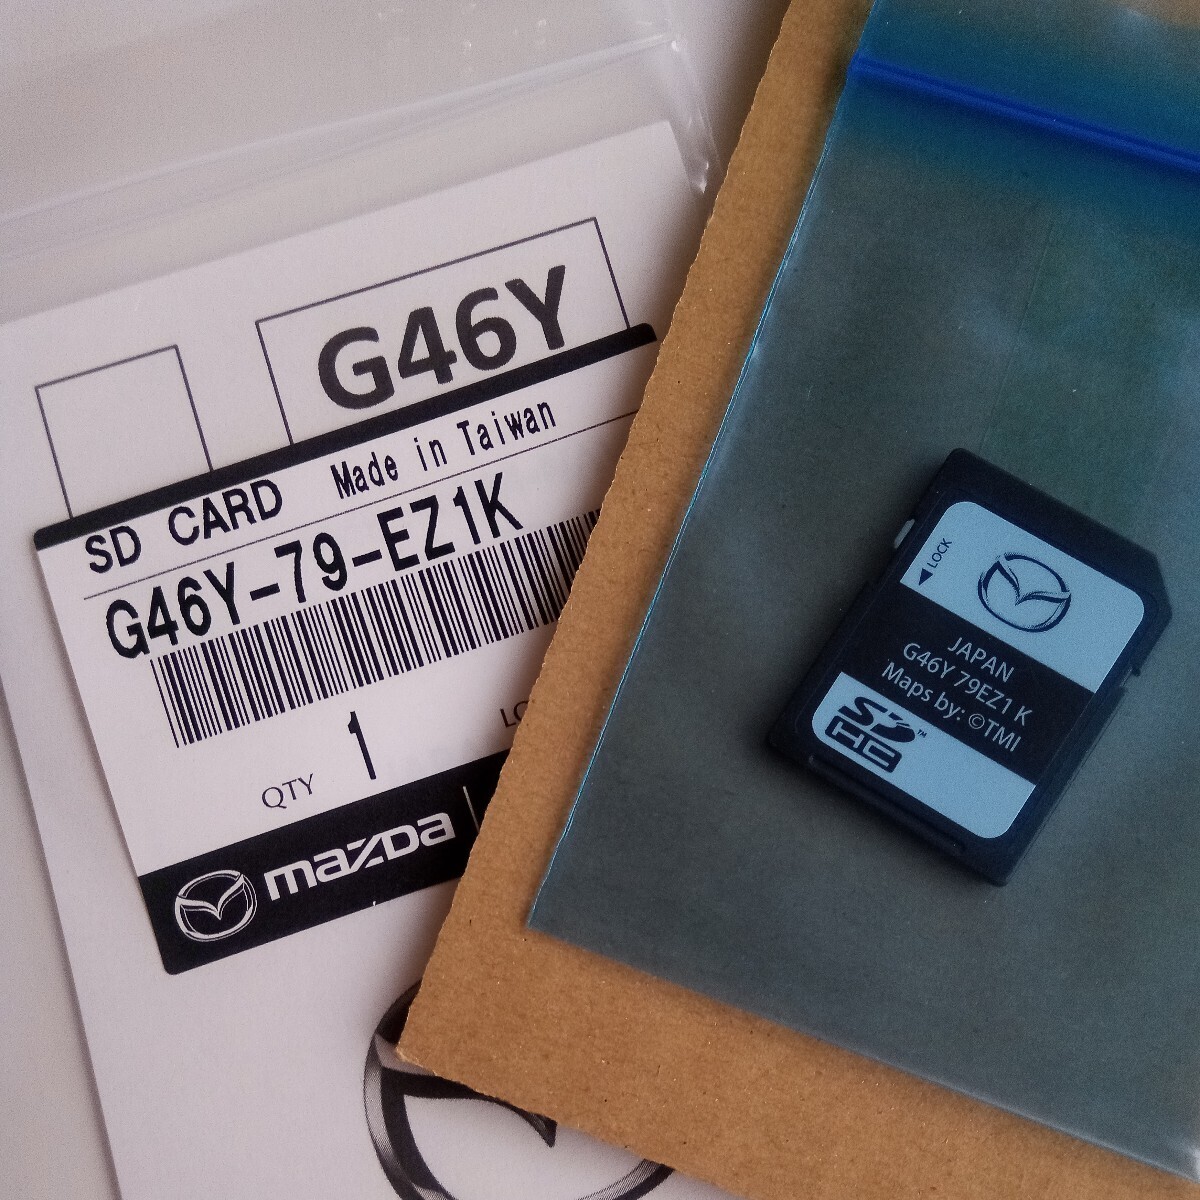 G46Y
SD CARD Made in Taiwan
G46Y-79-EZ1K
QTY 1
mazda
LOCK
JAPAN
G46Y 79EZ1 K
Maps by: ©TMI
SD™
HC